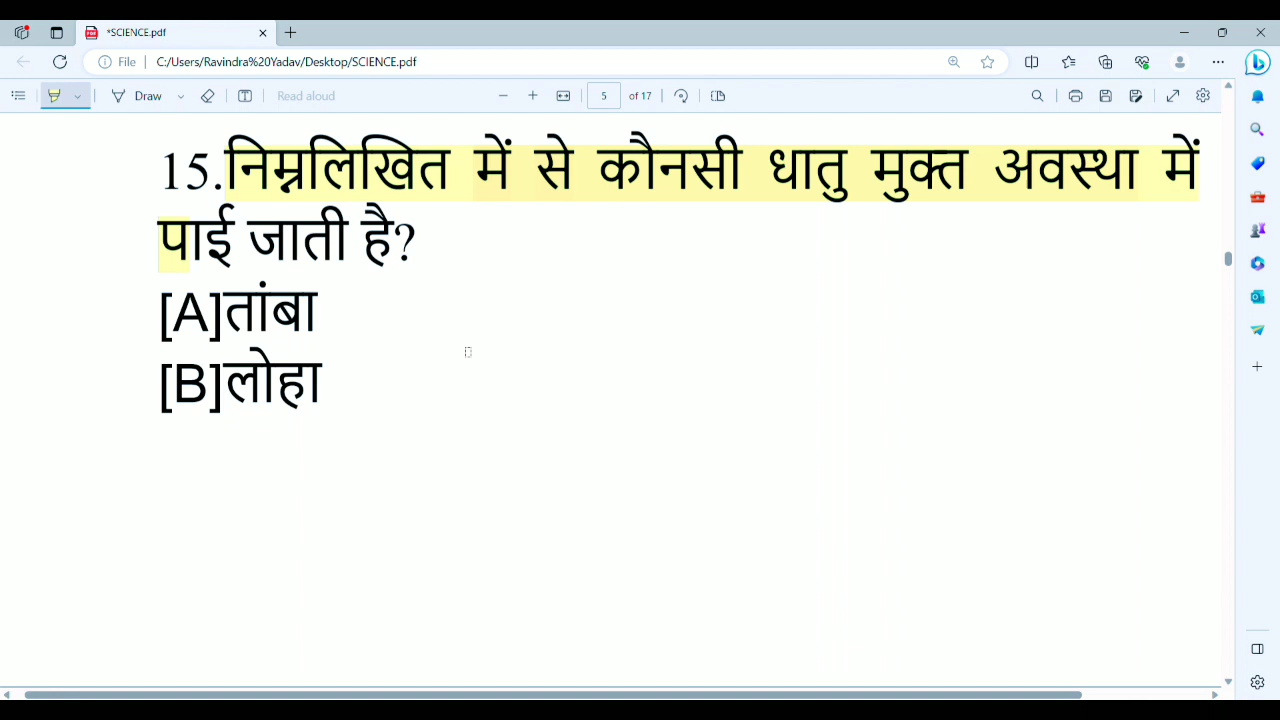 *SCIENCE.pdf
File C:/Users/Ravindra%20Yadav/Desktop/SCIENCE.pdf
Draw Read aloud 5 of 17
15.निम्नलिखित में से कौनसी धातु मुक्त अवस्था में
पाई जाती है?
[A]तांबा
[B]लोहा